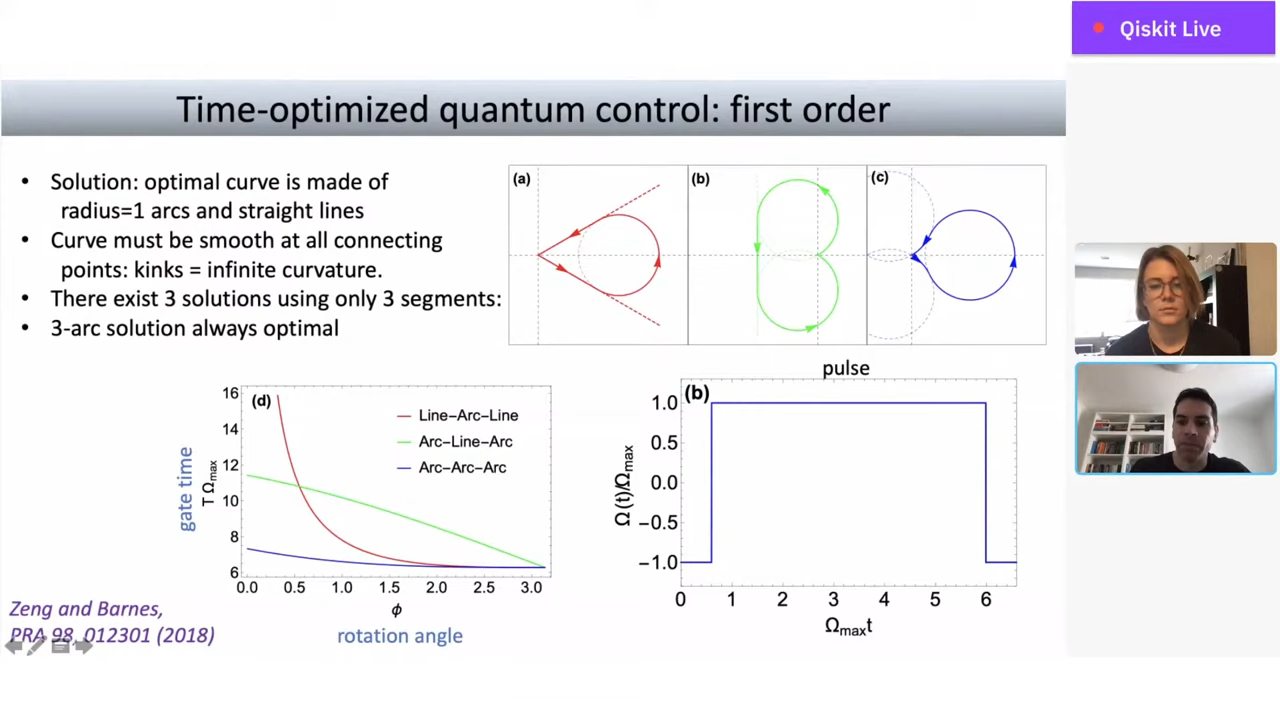 Qiskit Live
Time-optimized quantum control: first order
• Solution: optimal curve is made of
radius=1 arcs and straight lines
• Curve must be smooth at all connecting
points: kinks = infinite curvature.
• There exist 3 solutions using only 3 segments:
• 3-arc solution always optimal
(a)
(b)
(c)
(d)
Line−Arc−Line
Arc−Line−Arc
Arc−Arc−Arc
gate time
T Ωmax
16
14
12
10
8
6
0.0 0.5 1.0 1.5 2.0 2.5 3.0
ϕ
rotation angle
pulse
(b)
Ω(t)/Ωmax
1.0
0.5
0.0
−0.5
−1.0
0 1 2 3 4 5 6
Ωmaxt
Zeng and Barnes,
PRA 98, 012301 (2018)